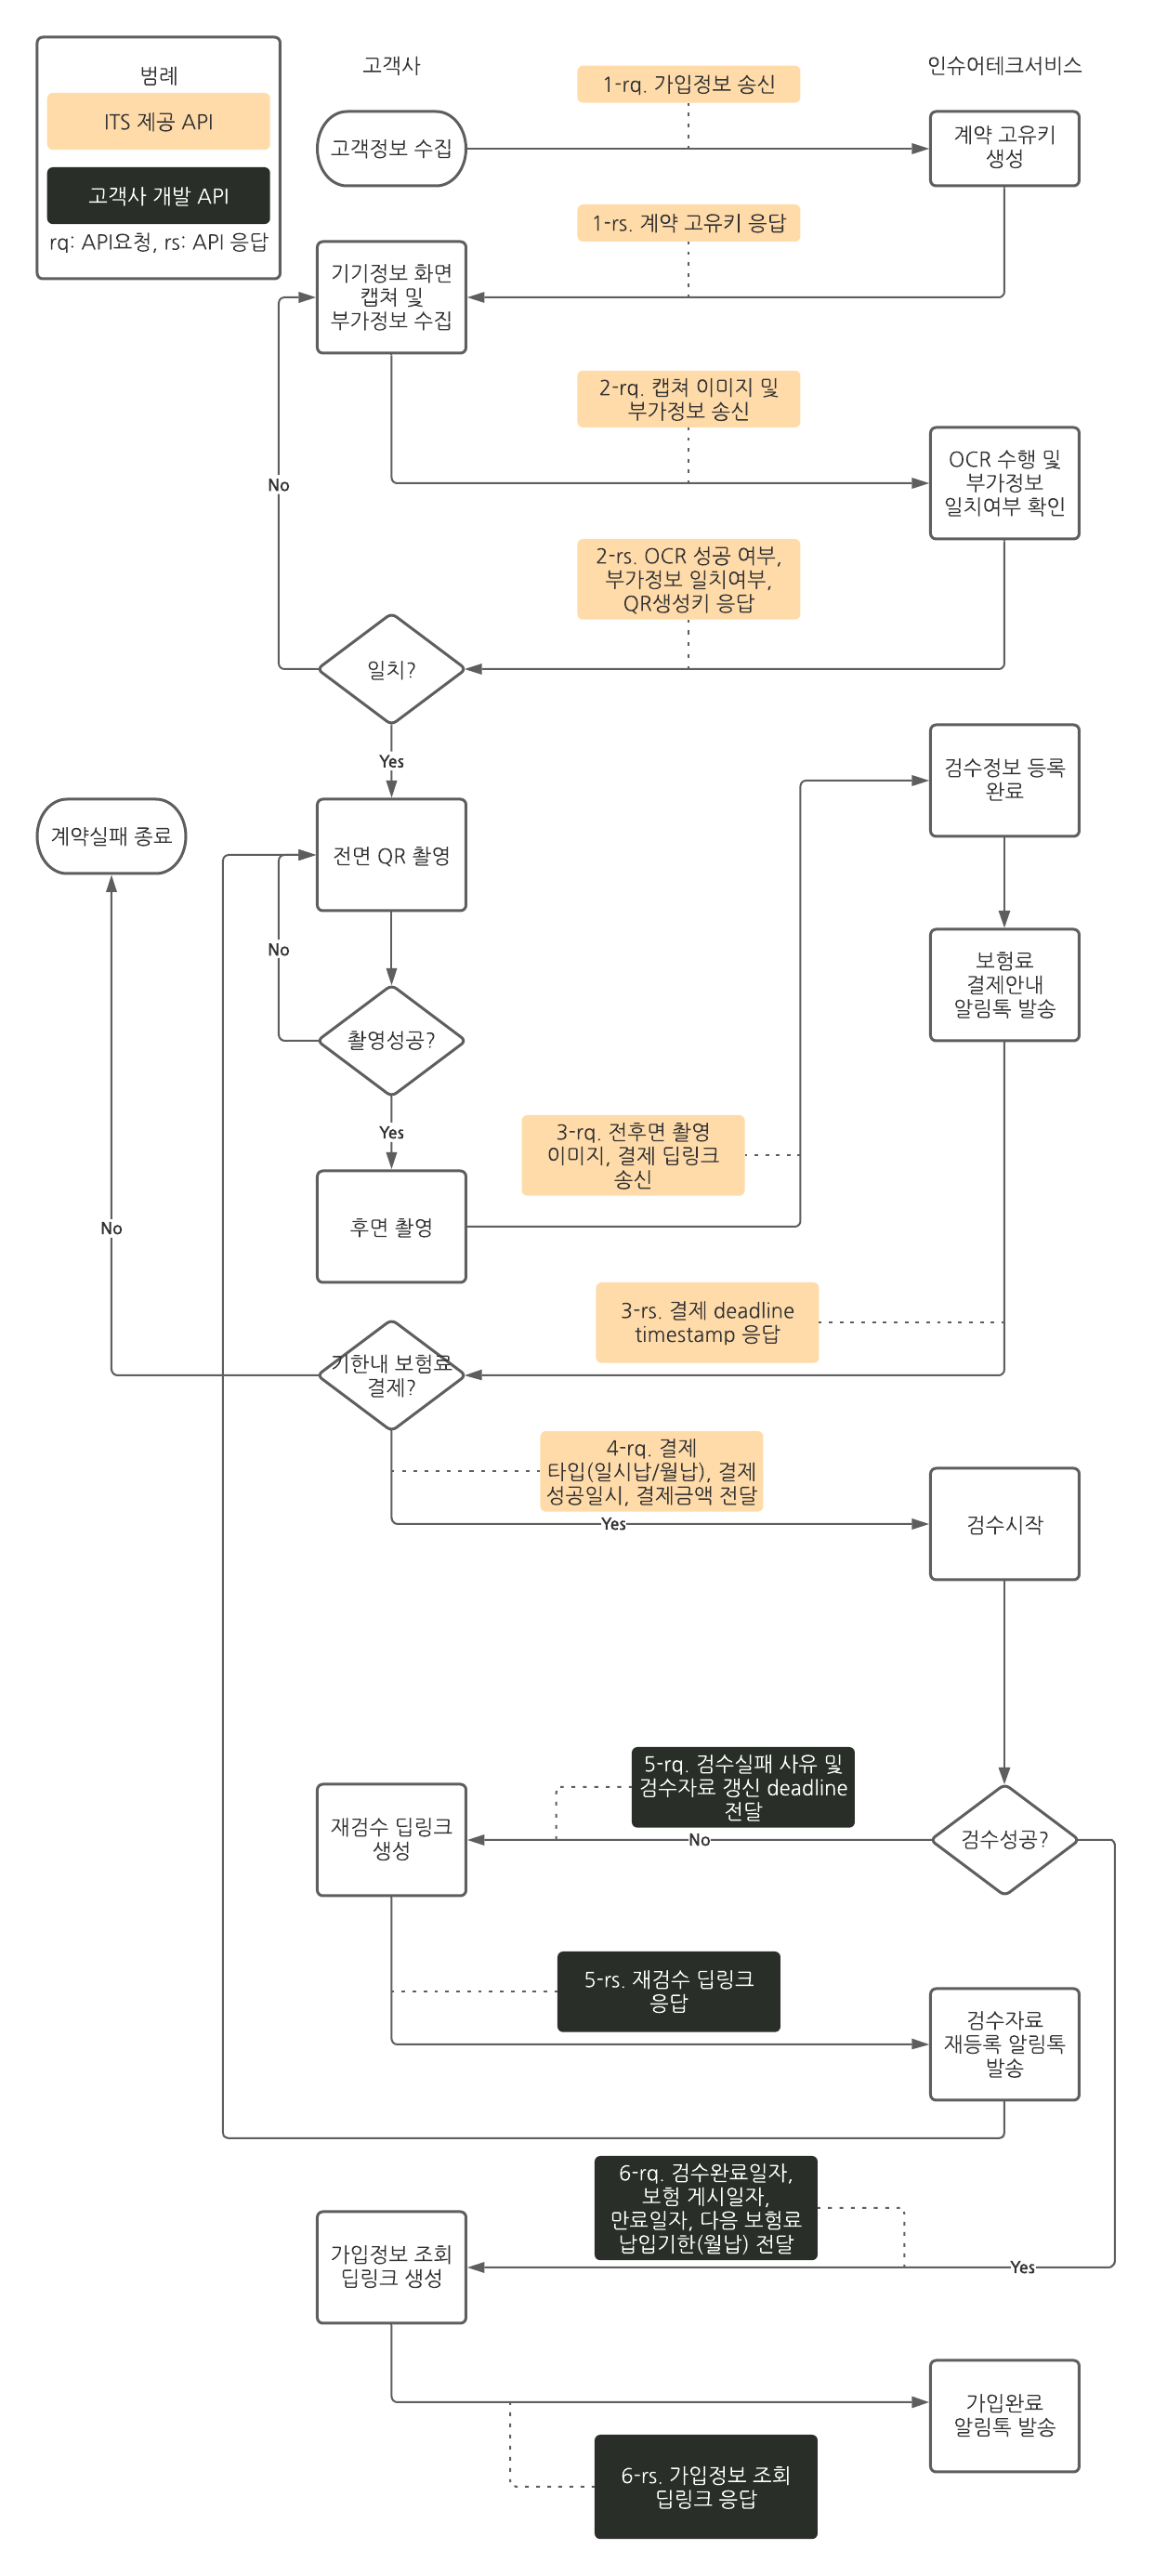 범례
ITS 제공 API
고객사 개발 API
rq: API요청, rs: API 응답
고객사
인슈어테크서비스
1-rq. 가입정보 송신
고객정보 수집
계약 고유키
생성
1-rs. 계약 고유키 응답
기기정보 화면
캡쳐 및
부가정보 수집
2-rq. 캡쳐 이미지 및
부가정보 송신
OCR 수행 및
부가정보
일치여부 확인
No
2-rs. OCR 성공 여부,
부가정보 일치여부,
QR생성키 응답
일치?
Yes
검수정보 등록
완료
계약실패 종료
전면 QR 촬영
No
보험료
결제안내
알림톡 발송
촬영성공?
Yes
3-rq. 전후면 촬영
이미지, 결제 딥링크
송신
No
후면 촬영
3-rs. 결제 deadline
timestamp 응답
기한내 보험료
결제?
4-rq. 결제
타입(일시납/월납), 결제
성공일시, 결제금액 전달
Yes
검수시작
5-rq. 검수실패 사유 및
검수자료 갱신 deadline
전달
재검수 딥링크
생성
No
검수성공?
5-rs. 재검수 딥링크
응답
검수자료
재등록 알림톡
발송
6-rq. 검수완료일자,
보험 게시일자,
만료일자, 다음 보험료
납입기한(월납) 전달
가입정보 조회
딥링크 생성
Yes
가입완료
알림톡 발송
6-rs. 가입정보 조회
딥링크 응답